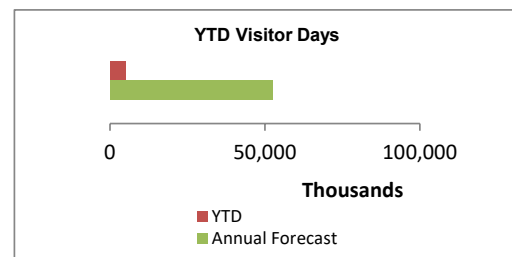 YTD Visitor Days
0 50,000 100,000
Thousands
YTD
Annual Forecast